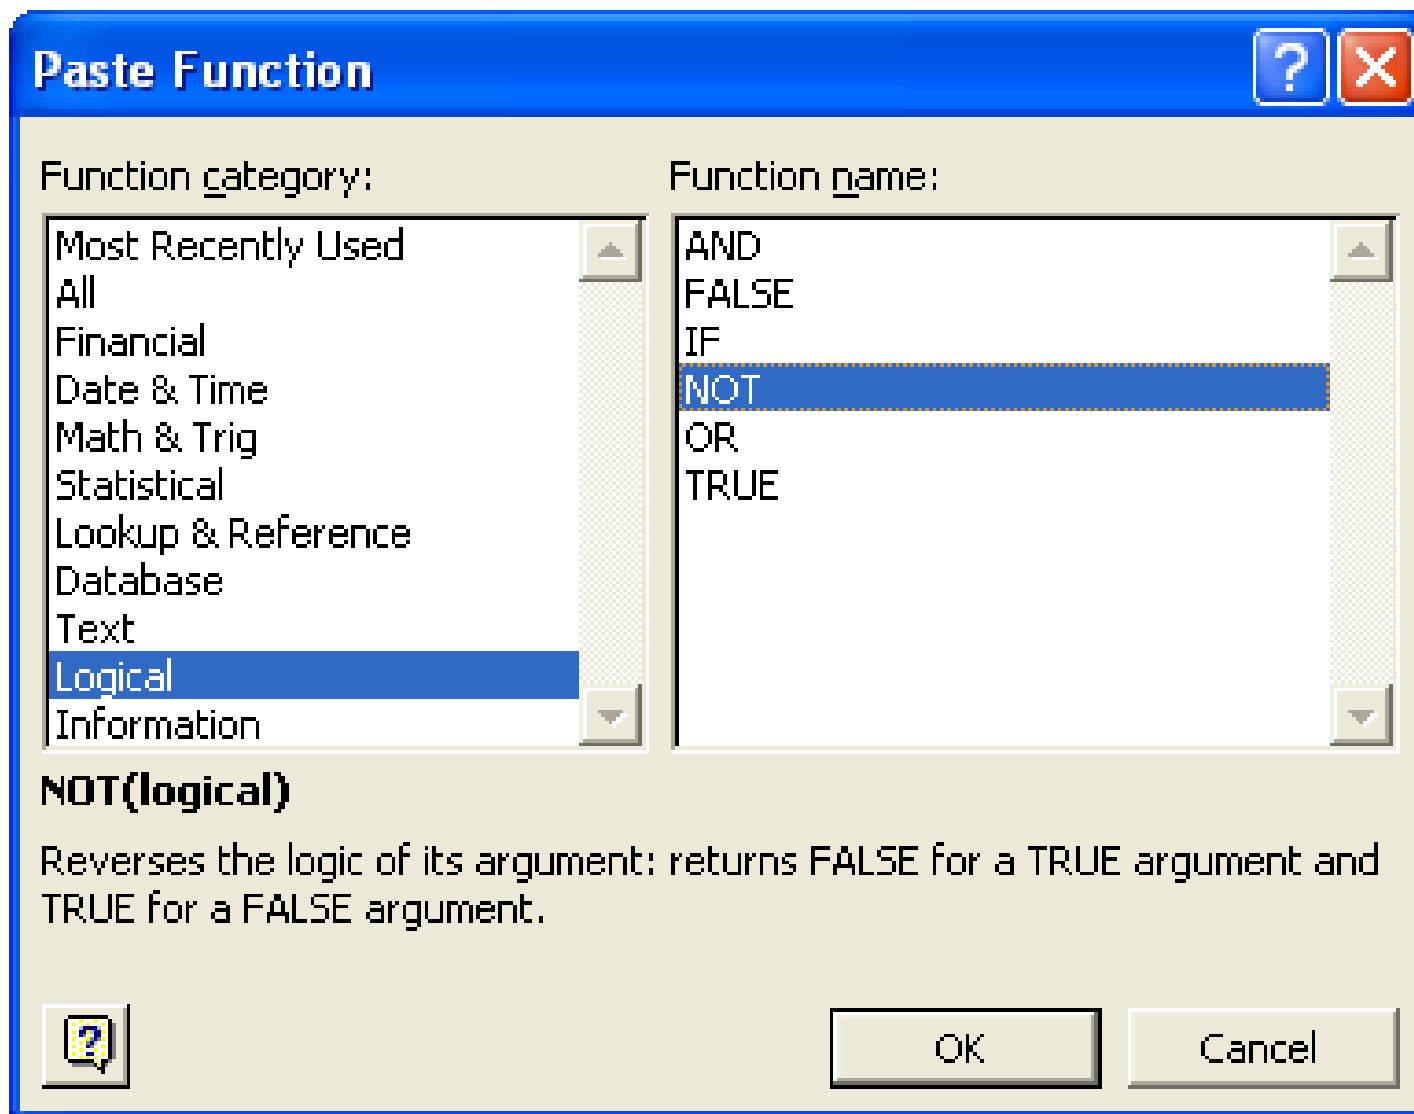 Paste Function
Function category:
Function name:
Most Recently Used
All
Financial
Date & Time
Math & Trig
Statistical
Lookup & Reference
Database
Text
Logical
Information
AND
FALSE
IF
NOT
OR
TRUE
NOT(logical)
Reverses the logic of its argument: returns FALSE for a TRUE argument and
TRUE for a FALSE argument.
OK
Cancel